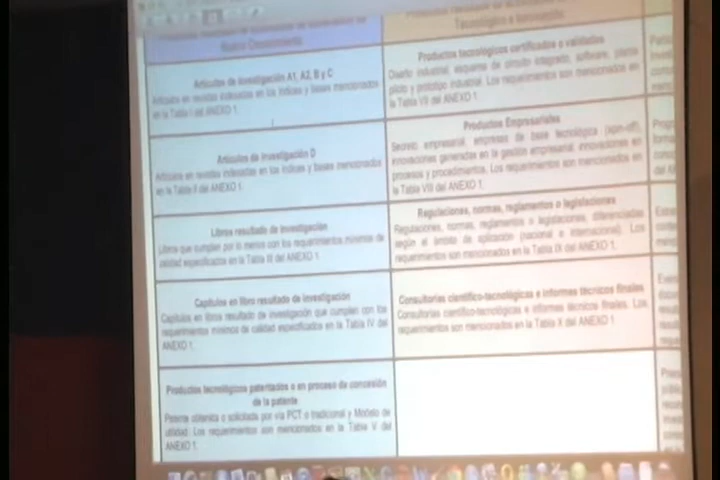 Nuevo Conocimiento
Tecnológico e Innovación
Artículos de Investigación A1, A2, B y C
Artículos en revistas indexadas en los índices y bases mencionados
en la Tabla I del ANEXO 1.
Artículos de Investigación D
Artículos en revistas indexadas en los índices y bases mencionados
en la Tabla II del ANEXO 1.
Libros resultado de investigación
Libros que cumplen por lo menos con los requerimientos mínimos de
calidad especificados en la Tabla III del ANEXO 1.
Capítulos en libro resultado de investigación
Capítulos en libros resultado de investigación que cumplen con los
requerimientos mínimos de calidad especificados en la Tabla IV del
ANEXO 1.
Productos tecnológicos patentados o en proceso de concesión
de la patente
Patente obtenida o solicitada por vía PCT o tradicional y Modelo de
utilidad. Los requerimientos son mencionados en la Tabla V del
ANEXO 1.
Productos tecnológicos certificados o validados
Diseño industrial, esquema de circuito integrado, software, planta
piloto y prototipo industrial. Los requerimientos son mencionados en
la Tabla VII del ANEXO 1.
Productos Empresariales
Secreto empresarial, empresas de base tecnológica (spin-off),
innovaciones generadas en la gestión empresarial, innovaciones en
procesos y procedimientos. Los requerimientos son mencionados en
la Tabla VIII del ANEXO 1.
Regulaciones, normas, reglamentos o legislaciones
Regulaciones, normas, reglamentos o legislaciones, diferenciadas
según el ámbito de aplicación (nacional e internacional). Los
requerimientos son mencionados en la Tabla IX del ANEXO 1.
Consultorías científico-tecnológicas e informes técnicos finales
Consultorías científico-tecnológicas e informes técnicos finales. Los
requerimientos son mencionados en la Tabla X del ANEXO 1.